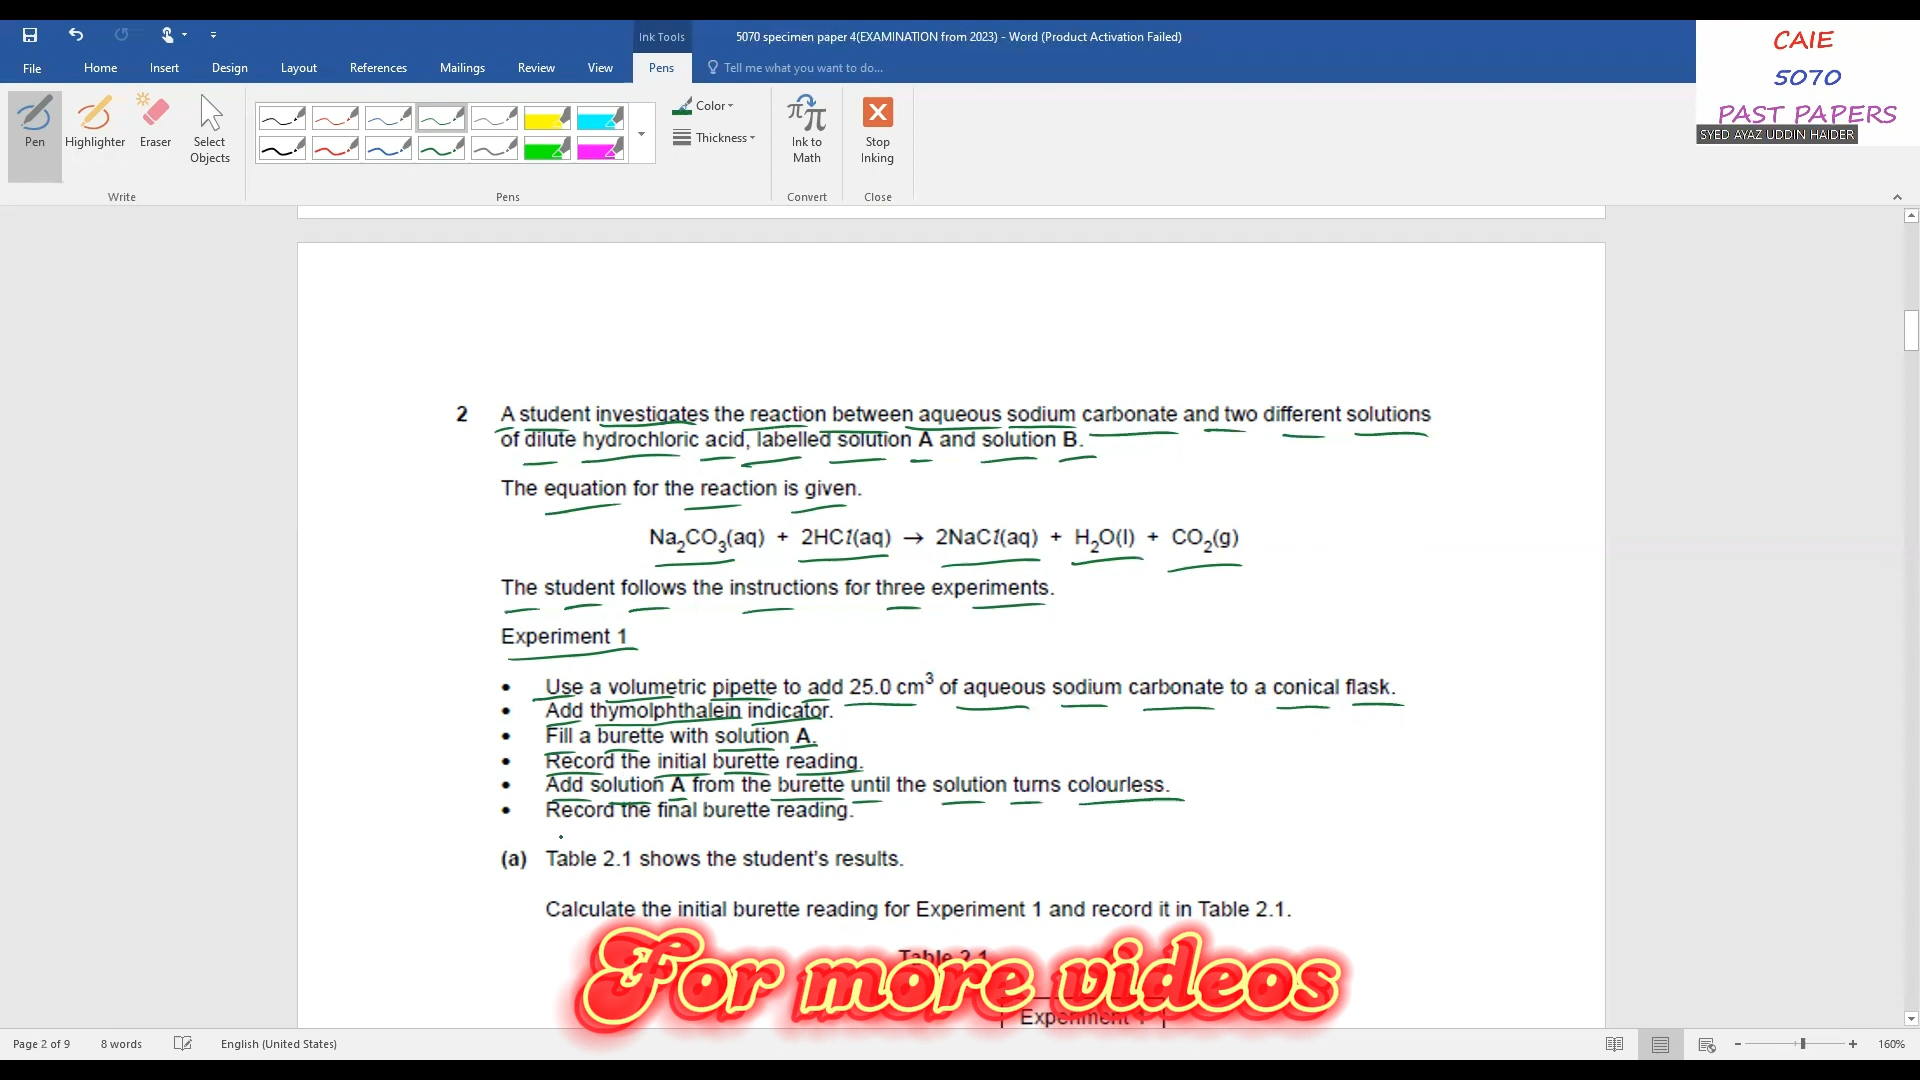 Ink Tools
5070 specimen paper 4(EXAMINATION from 2023) - Word (Product Activation Failed)
File Home Insert Design Layout References Mailings Review View Pens Tell me what you want to do...
CAIE
5070
PAST PAPERS
SYED AYAZ UDDIN HAIDER
Pen
Highlighter
Eraser
Select Objects
Color
Thickness
Ink to Math
Stop Inking
Write
Pens
Convert
Close
2 A student investigates the reaction between aqueous sodium carbonate and two different solutions
of dilute hydrochloric acid, labelled solution A and solution B.
The equation for the reaction is given.
Na₂CO₃(aq) + 2HCl(aq) → 2NaCl(aq) + H₂O(l) + CO₂(g)
The student follows the instructions for three experiments.
Experiment 1
• Use a volumetric pipette to add 25.0 cm³ of aqueous sodium carbonate to a conical flask.
• Add thymolphthalein indicator.
• Fill a burette with solution A.
• Record the initial burette reading.
• Add solution A from the burette until the solution turns colourless.
• Record the final burette reading.
(a) Table 2.1 shows the student's results.
Calculate the initial burette reading for Experiment 1 and record it in Table 2.1.
Table 2.1
For more videos
Experiment 1
Page 2 of 9 8 words English (United States) 160%